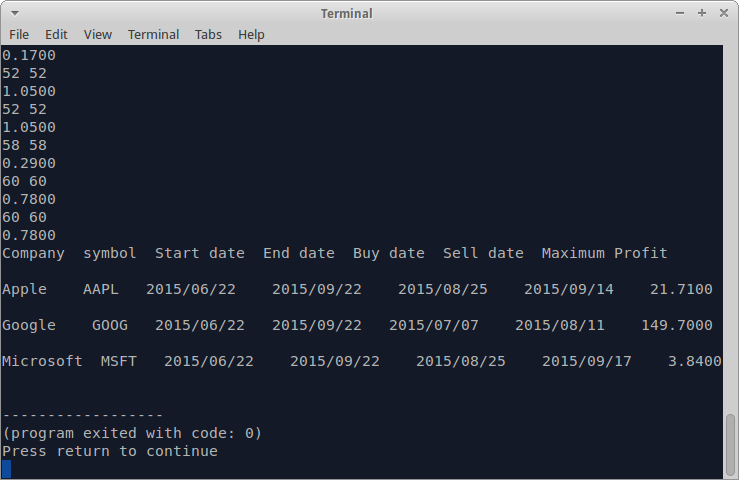 Terminal
File Edit View Terminal Tabs Help
0.1700
52 52
1.0500
52 52
1.0500
58 58
0.2900
60 60
0.7800
60 60
0.7800
Company  symbol  Start date  End date  Buy date  Sell date  Maximum Profit
Apple    AAPL   2015/06/22    2015/09/22    2015/08/25    2015/09/14    21.7100
Google    GOOG   2015/06/22   2015/09/22   2015/07/07    2015/08/11    149.7000
Microsoft  MSFT   2015/06/22    2015/09/22    2015/08/25    2015/09/17    3.8400
------------------
(program exited with code: 0)
Press return to continue